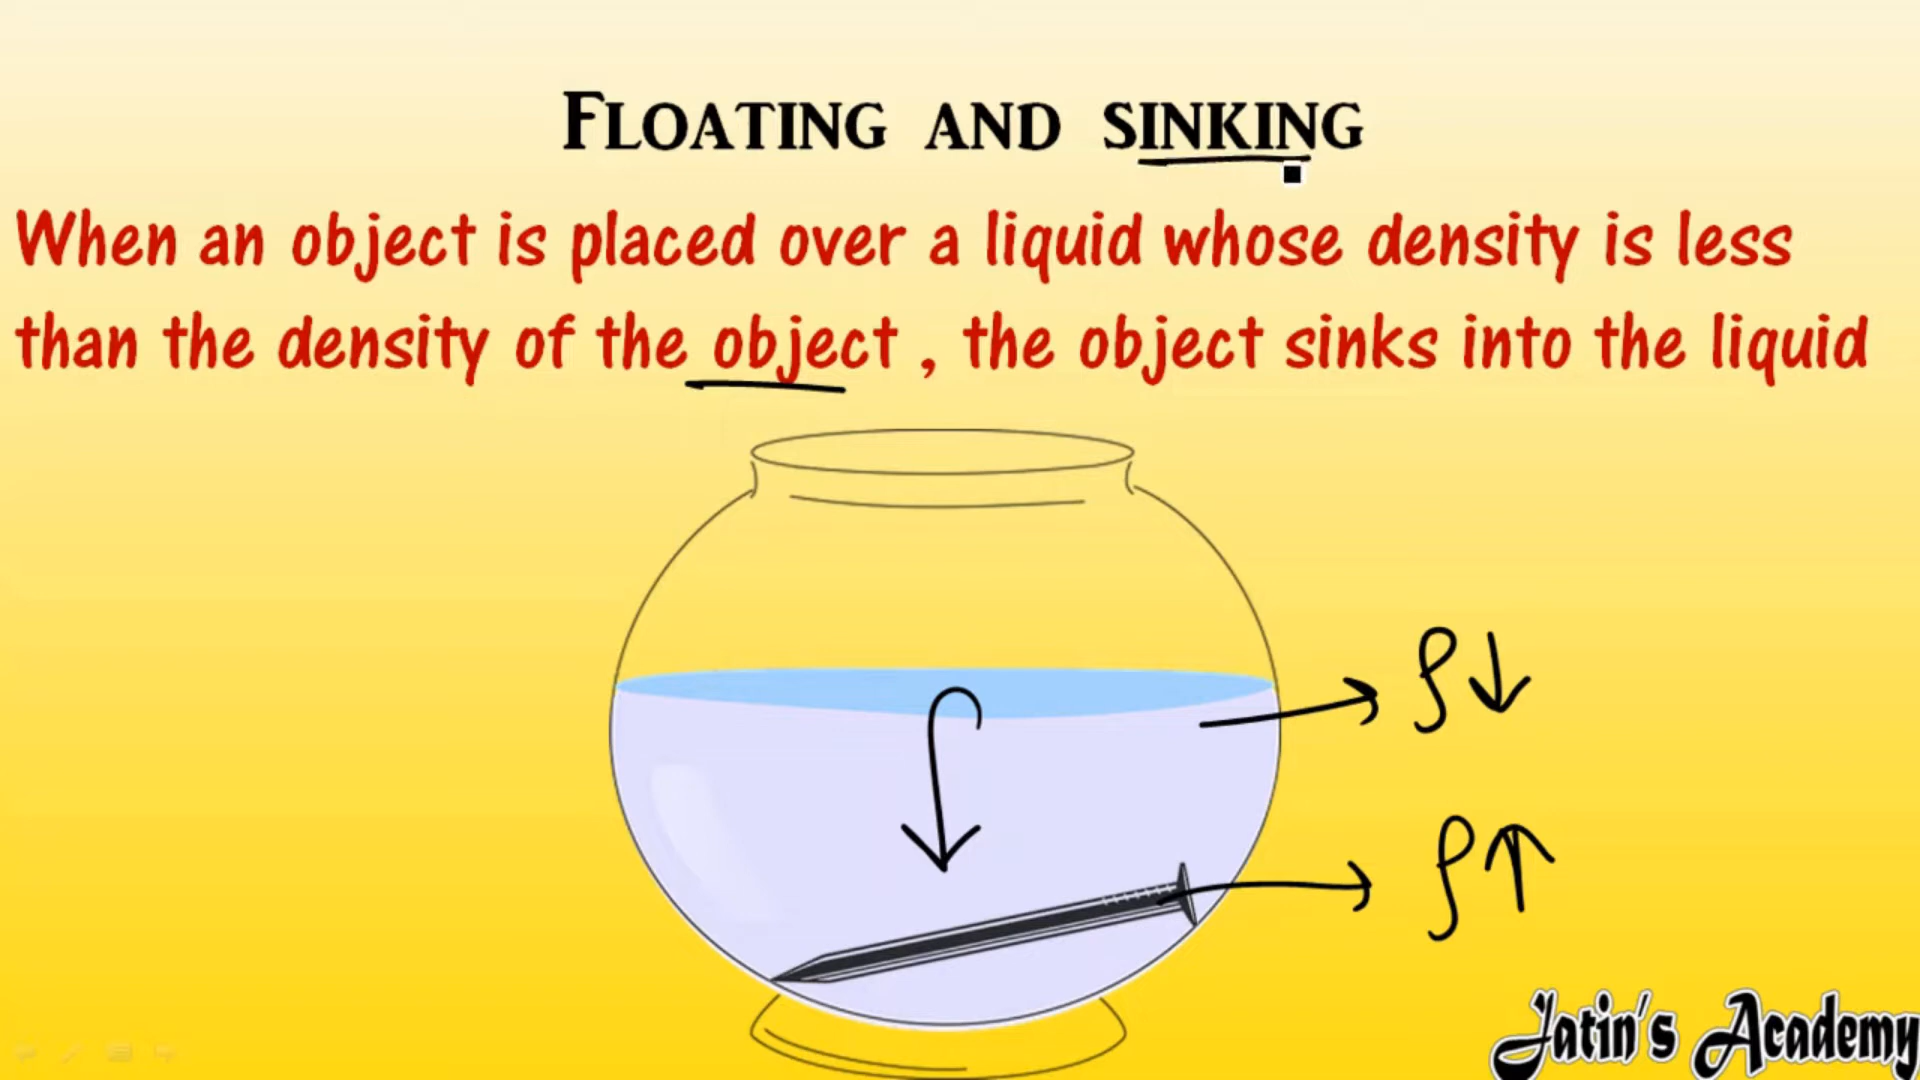 FLOATING AND SINKING
When an object is placed over a liquid whose density is less
than the density of the object , the object sinks into the liquid
ρ↓
ρ↑
Jatin's Academy